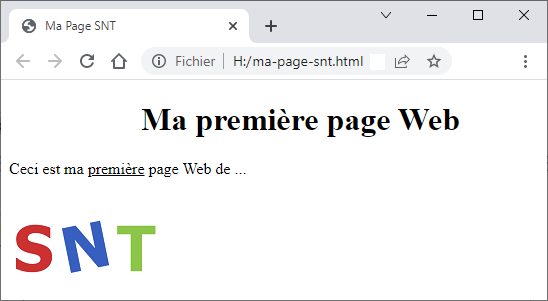 Ma Page SNT
Fichier | H:/ma-page-snt.html
Ma première page Web
Ceci est ma première page Web de ...
SNT